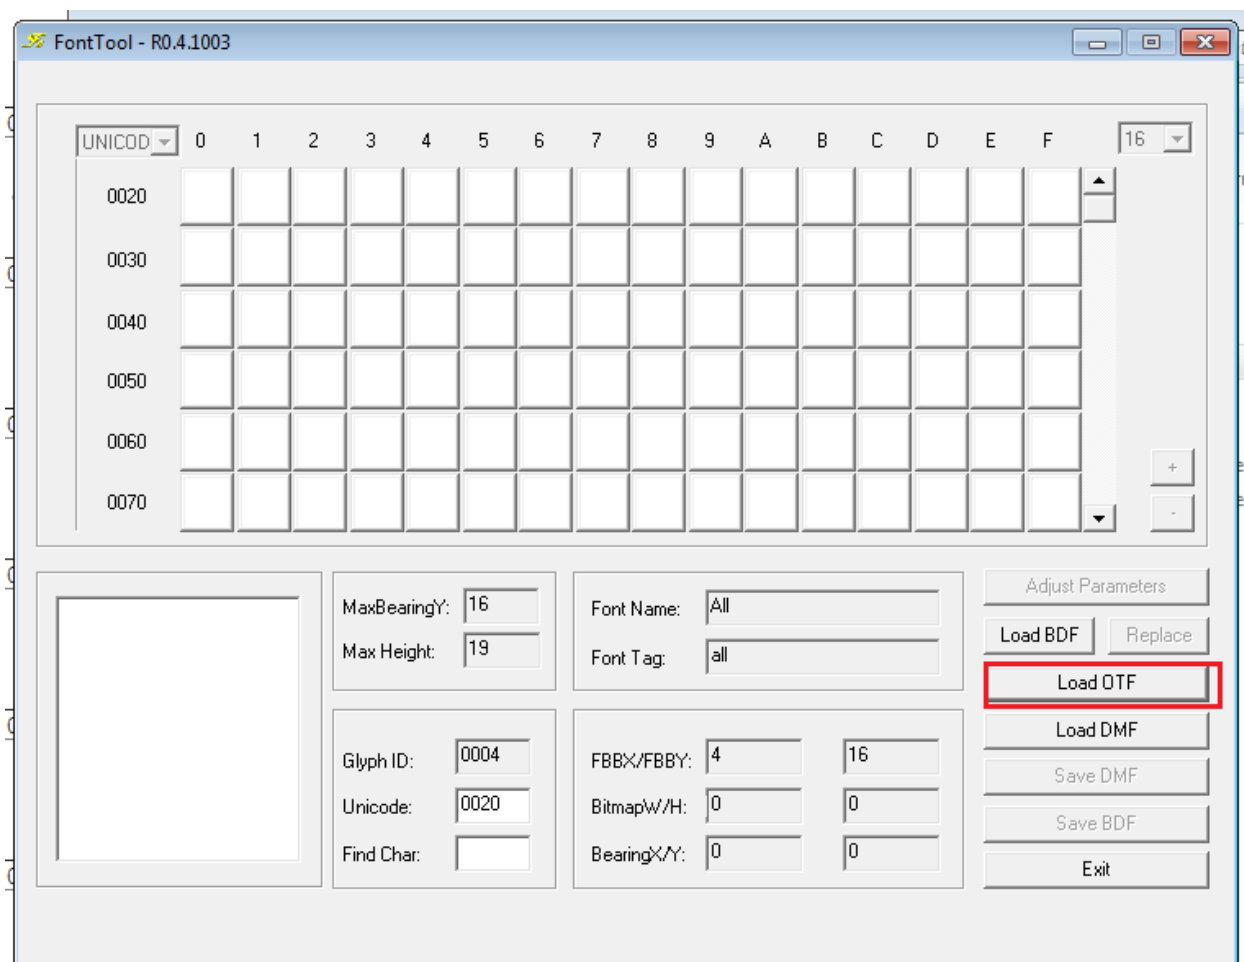 FontTool - R0.4.1003
UNICOD 0 1 2 3 4 5 6 7 8 9 A B C D E F 16
0020
0030
0040
0050
0060
+
0070
-
MaxBearingY: 16
Max Height: 19
Font Name: All
Font Tag: all
Adjust Parameters
Load BDF Replace
Load OTF
Load DMF
Save DMF
Save BDF
Exit
Glyph ID: 0004
Unicode: 0020
Find Char:
FBBX/FBBY: 4 16
BitmapW/H: 0 0
BearingX/Y: 0 0